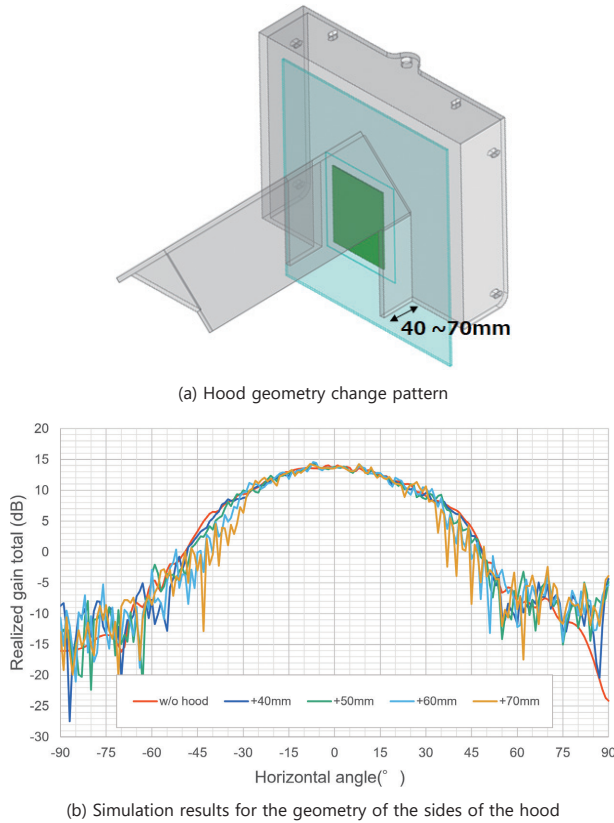 40 ~70mm
(a) Hood geometry change pattern
20
15
10
5
0
-5
-10
-15
-20
-25
-30
Realized gain total (dB)
w/o hood +40mm +50mm +60mm +70mm
-90 -75 -60 -45 -30 -15 0 15 30 45 60 75 90
Horizontal angle(° )
(b) Simulation results for the geometry of the sides of the hood